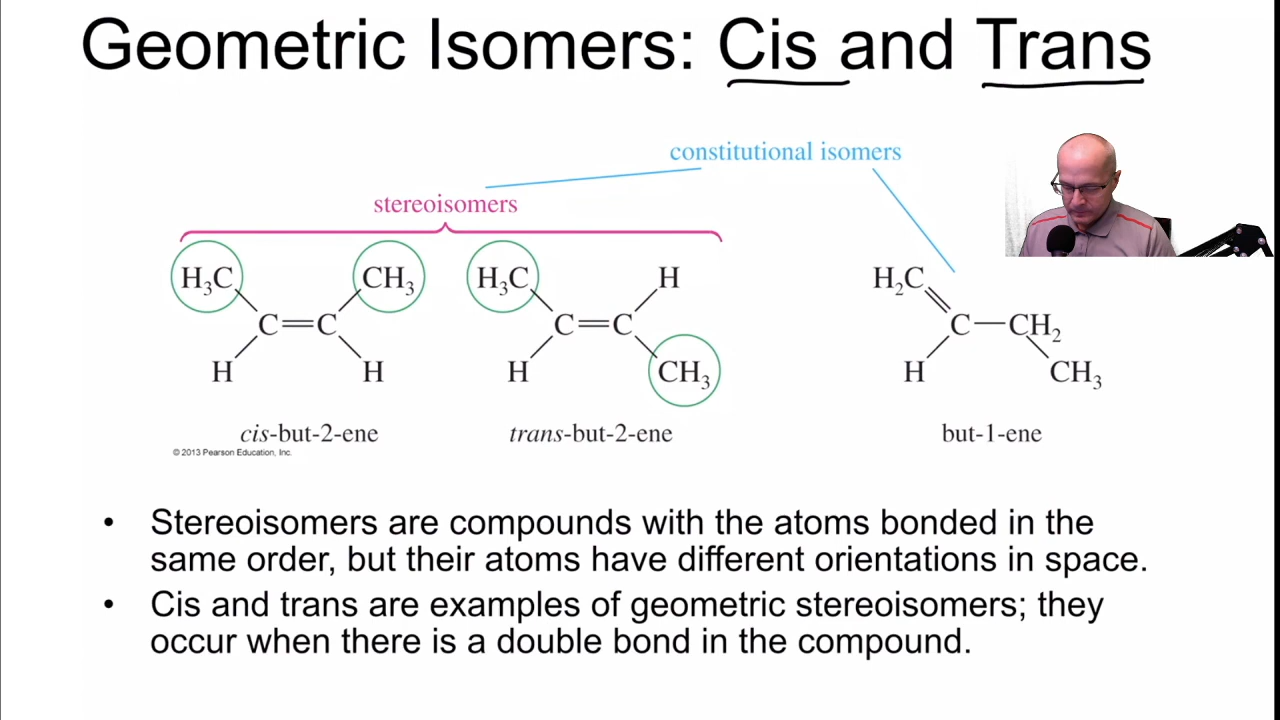 Geometric Isomers: Cis and Trans
constitutional isomers
stereoisomers
H₃C CH₃ H₃C H H₂C
C=C C=C C—CH₂
H H H CH₃ H CH₃
cis-but-2-ene trans-but-2-ene but-1-ene
© 2013 Pearson Education, Inc.
• Stereoisomers are compounds with the atoms bonded in the
same order, but their atoms have different orientations in space.
• Cis and trans are examples of geometric stereoisomers; they
occur when there is a double bond in the compound.